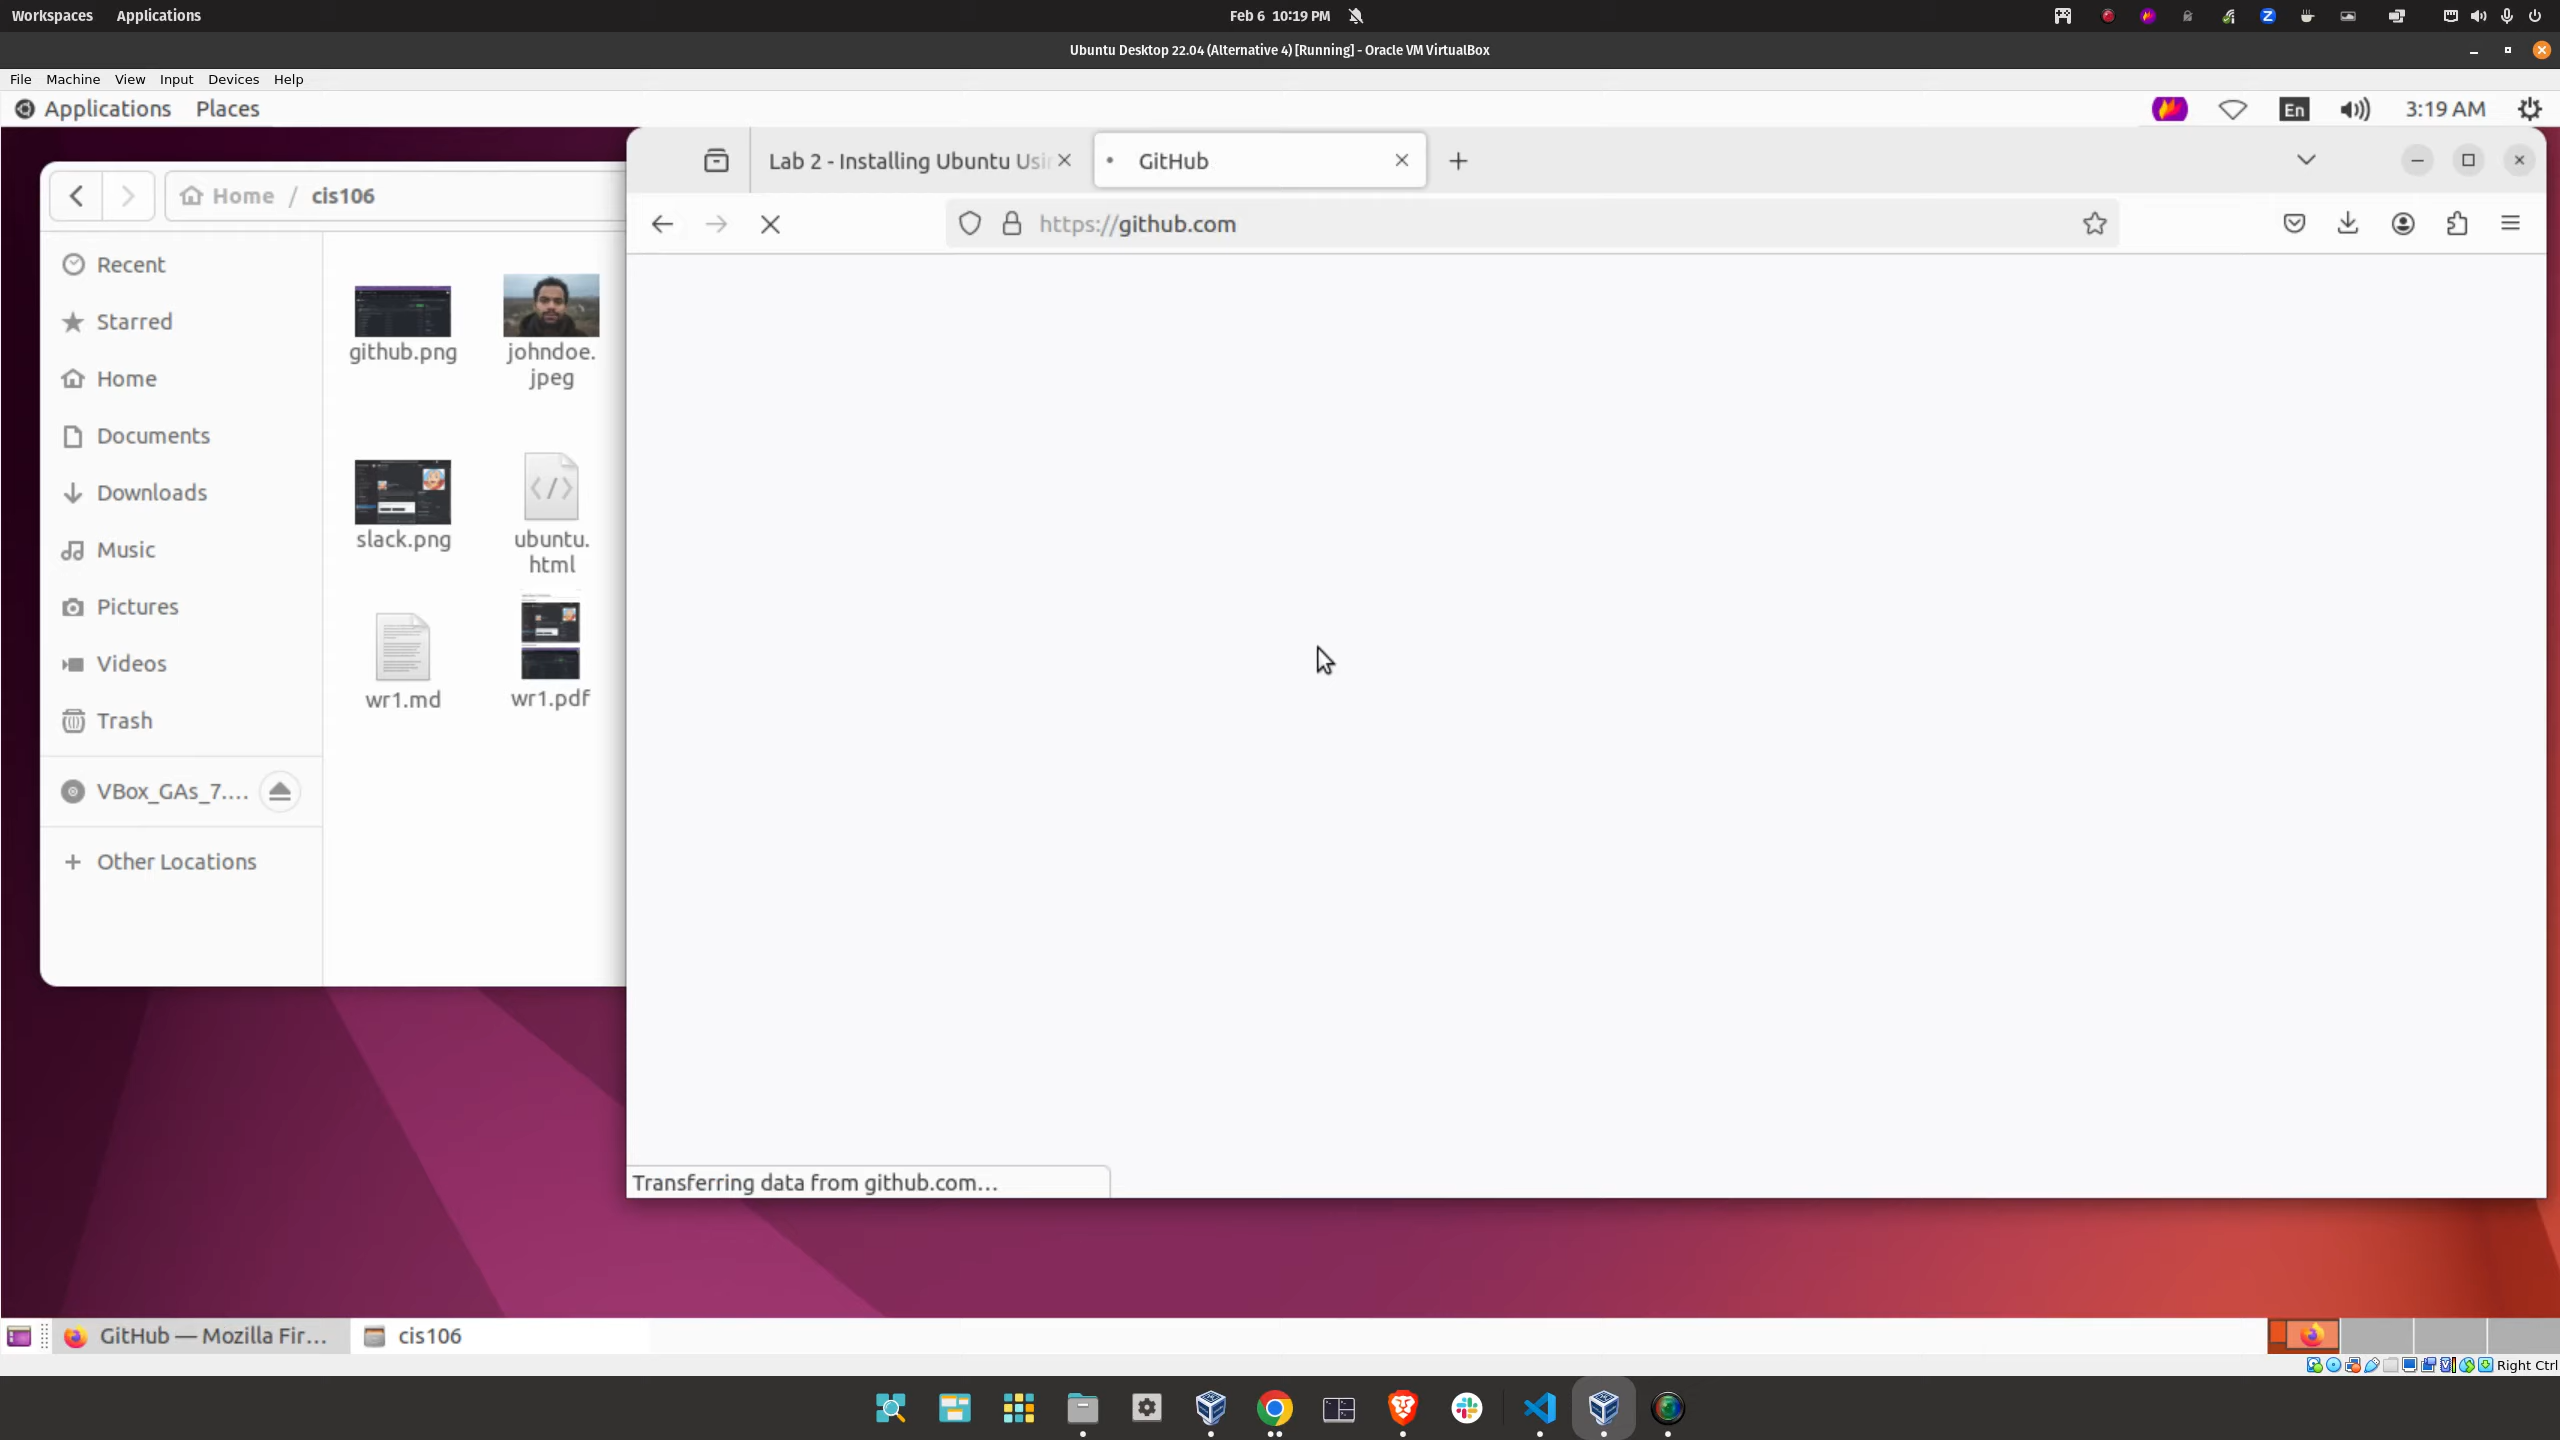 Workspaces Applications Feb 6 10:19 PM
Ubuntu Desktop 22.04 (Alternative 4) [Running] - Oracle VM VirtualBox
File Machine View Input Devices Help
Applications Places En 3:19 AM
Home / cis106
Recent
Starred
Home
Documents
Downloads
Music
Pictures
Videos
Trash
VBox_GAs_7....
Other Locations
github.png
johndoe.
jpeg
slack.png
ubuntu.
html
wr1.md
wr1.pdf
Lab 2 - Installing Ubuntu Usi
GitHub
https://github.com
Transferring data from github.com...
GitHub — Mozilla Fir...
cis106
Right Ctrl